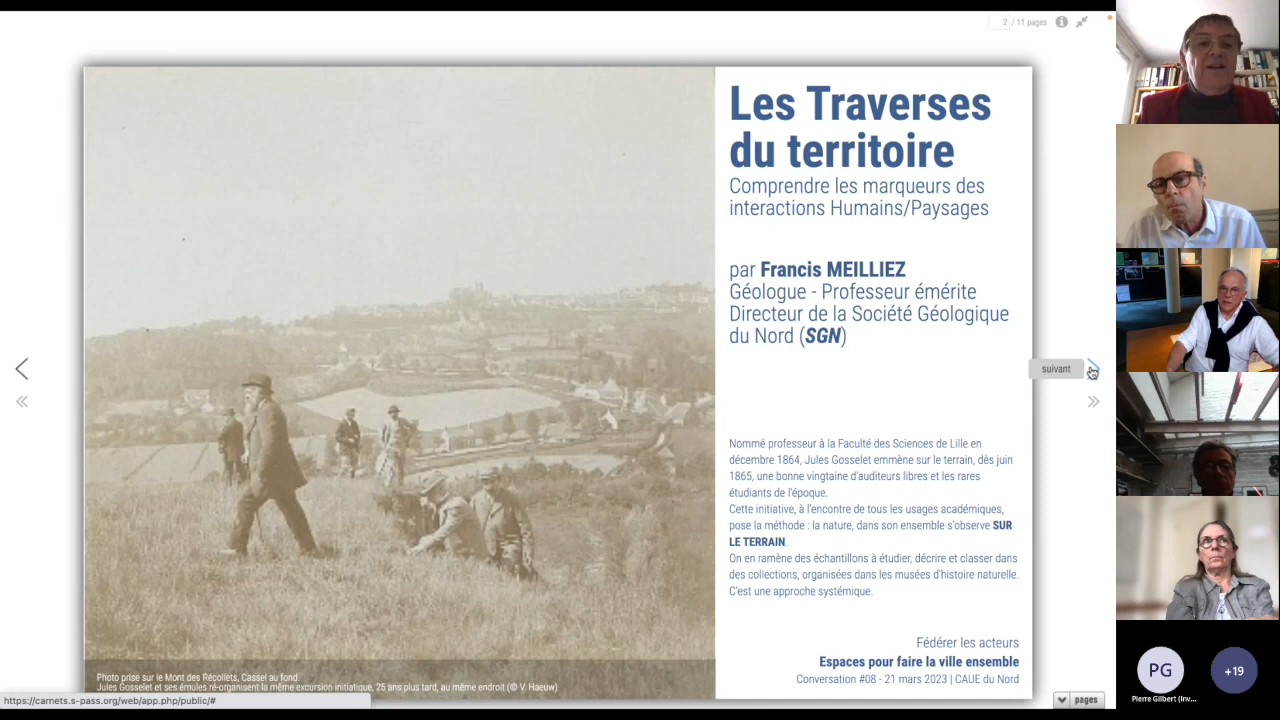 2 / 11 pages
Les Traverses
du territoire
Comprendre les marqueurs des
interactions Humains/Paysages
par Francis MEILLIEZ
Géologue - Professeur émérite
Directeur de la Société Géologique
du Nord (SGN)
suivant
Nommé professeur à la Faculté des Sciences de Lille en
décembre 1864, Jules Gosselet emmène sur le terrain, dès juin
1865, une bonne vingtaine d'auditeurs libres et les rares
étudiants de l'époque.
Cette initiative, à l'encontre de tous les usages académiques,
pose la méthode : la nature, dans son ensemble s'observe SUR
LE TERRAIN.
On en ramène des échantillons à étudier, décrire et classer dans
des collections, organisées dans les musées d'histoire naturelle.
C'est une approche systémique.
Fédérer les acteurs
Espaces pour faire la ville ensemble
Conversation #08 - 21 mars 2023 | CAUE du Nord
Photo prise sur le Mont des Récollets, Cassel au fond.
Jules Gosselet et ses émules ré-organisent la même excursion initiatique, 25 ans plus tard, au même endroit (© V. Haeuw)
https://carnets.s-pass.org/web/app.php/public/#
pages
PG
+19
Pierre Gilbert (Inv...